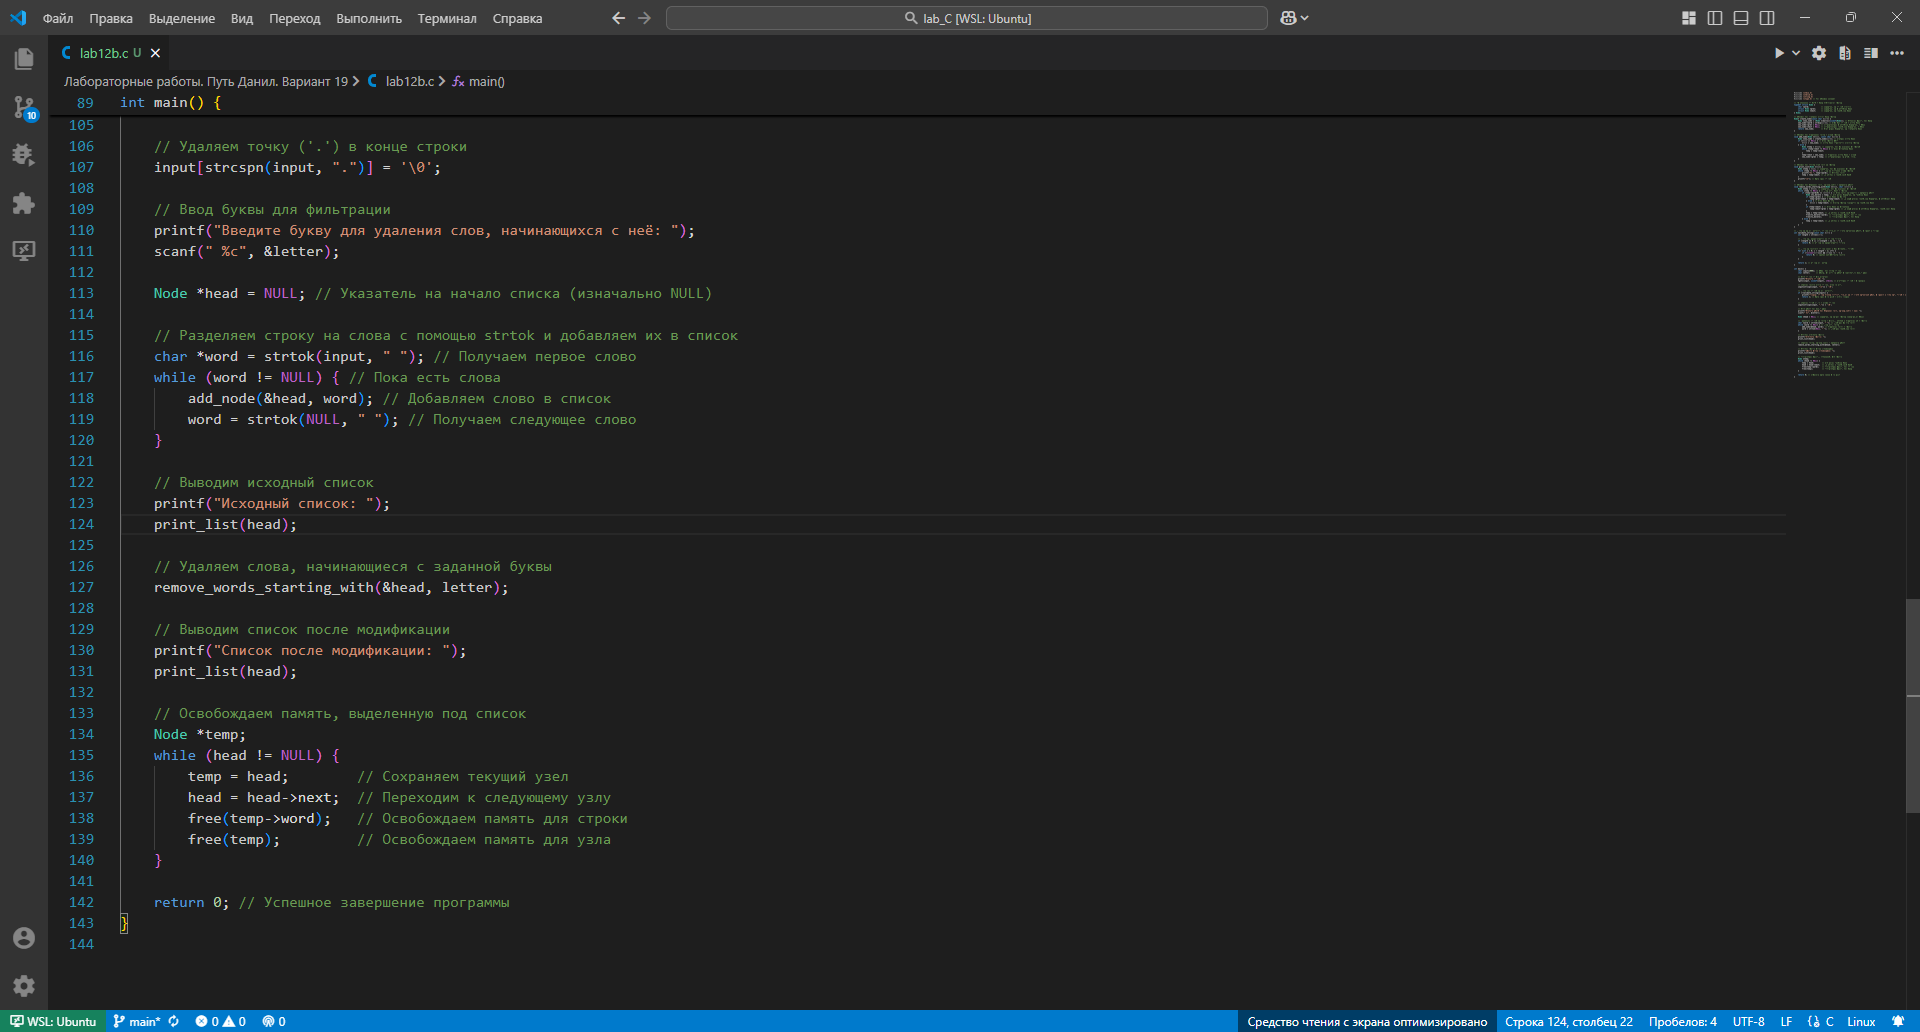 Файл Правка Выделение Вид Переход Выполнить Терминал Справка lab_C [WSL: Ubuntu]
lab12b.c U
Лабораторные работы. Путь Данил. Вариант 19 > lab12b.c > main()
89 int main() {
105
106 // Удаляем точку ('.') в конце строки
107 input[strcspn(input, ".")] = '\0';
108
109 // Ввод буквы для фильтрации
110 printf("Введите букву для удаления слов, начинающихся с неё: ");
111 scanf(" %c", &letter);
112
113 Node *head = NULL; // Указатель на начало списка (изначально NULL)
114
115 // Разделяем строку на слова с помощью strtok и добавляем их в список
116 char *word = strtok(input, " "); // Получаем первое слово
117 while (word != NULL) { // Пока есть слова
118 add_node(&head, word); // Добавляем слово в список
119 word = strtok(NULL, " "); // Получаем следующее слово
120 }
121
122 // Выводим исходный список
123 printf("Исходный список: ");
124 print_list(head);
125
126 // Удаляем слова, начинающиеся с заданной буквы
127 remove_words_starting_with(&head, letter);
128
129 // Выводим список после модификации
130 printf("Список после модификации: ");
131 print_list(head);
132
133 // Освобождаем память, выделенную под список
134 Node *temp;
135 while (head != NULL) {
136 temp = head; // Сохраняем текущий узел
137 head = head->next; // Переходим к следующему узлу
138 free(temp->word); // Освобождаем память для строки
139 free(temp); // Освобождаем память для узла
140 }
141
142 return 0; // Успешное завершение программы
143 }
144
10
WSL: Ubuntu main* 0 0 0 Средство чтения с экрана оптимизировано Строка 124, столбец 22 Пробелов: 4 UTF-8 LF {} C Linux